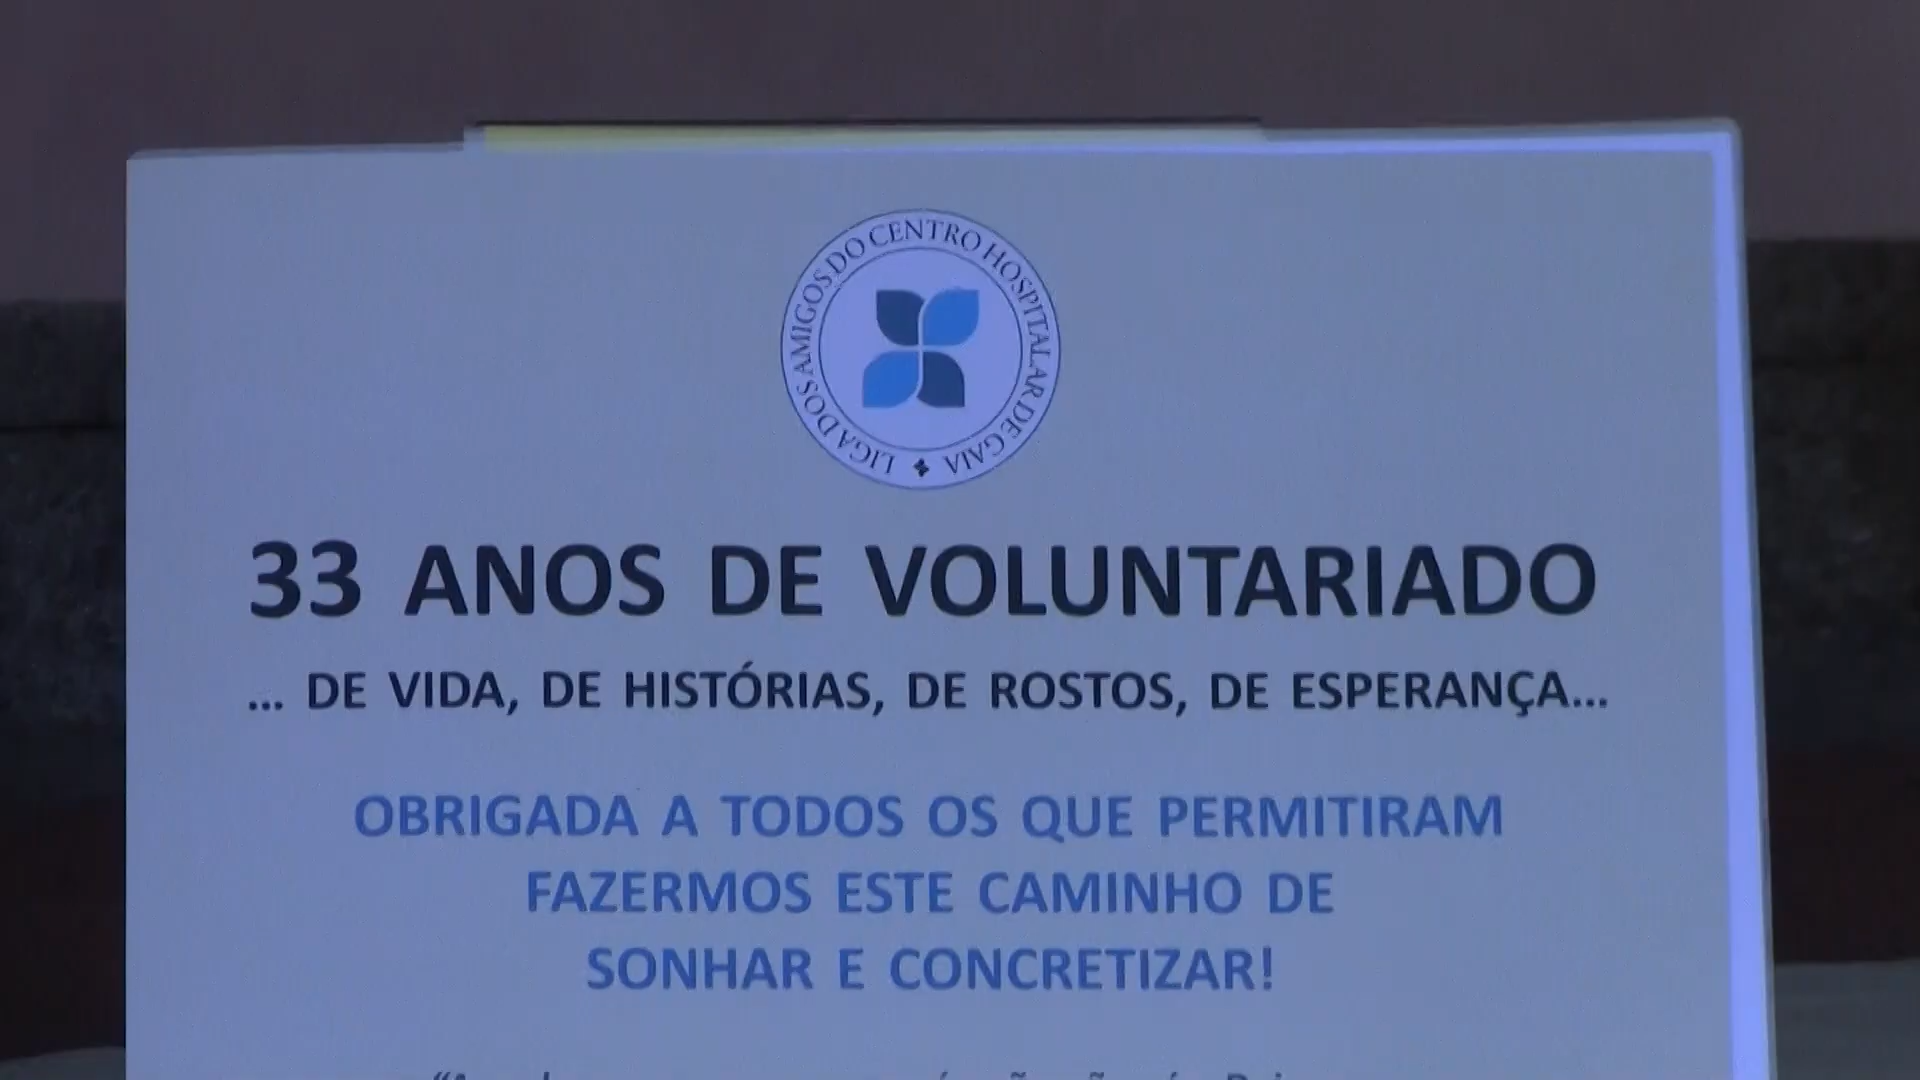 LIGA DOS AMIGOS DO CENTRO HOSPITALAR DE GAIA
33 ANOS DE VOLUNTARIADO
... DE VIDA, DE HISTÓRIAS, DE ROSTOS, DE ESPERANÇA...
OBRIGADA A TODOS OS QUE PERMITIRAM
FAZERMOS ESTE CAMINHO DE
SONHAR E CONCRETIZAR!